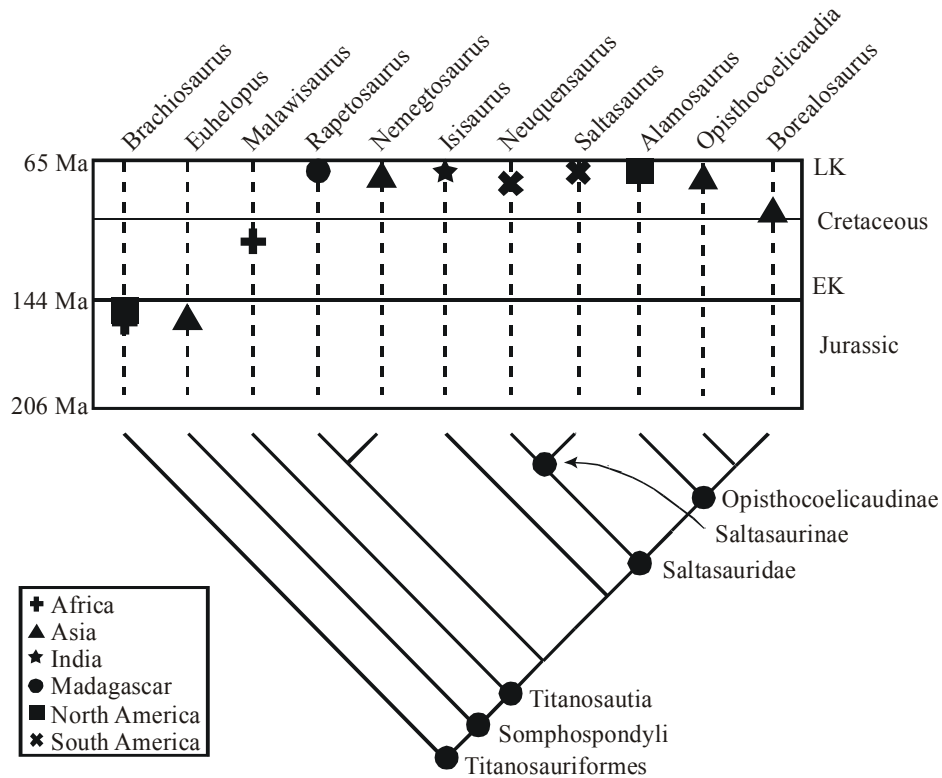 Brachiosaurus
Euhelopus
Malawisaurus
Rapetosaurus
Nemegtosaurus
Isisaurus
Neuquensaurus
Saltasaurus
Alamosaurus
Opisthocoelicaudia
Borealosaurus
65 Ma
LK
Cretaceous
EK
144 Ma
Jurassic
206 Ma
Opisthocoelicaudinae
Saltasaurinae
Saltasauridae
Titanosautia
Somphospondyli
Titanosauriformes
Africa
Asia
India
Madagascar
North America
South America